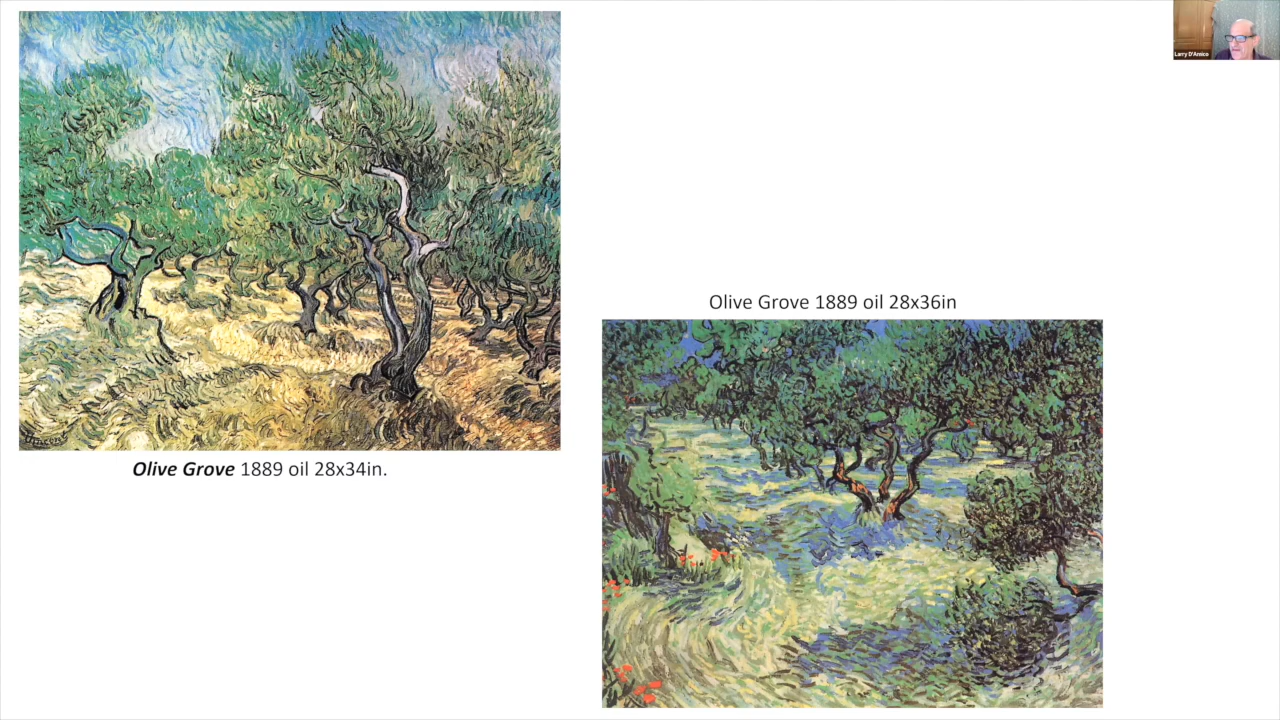 Larry D'Amico
Olive Grove 1889 oil 28x36in
Olive Grove 1889 oil 28x34in.